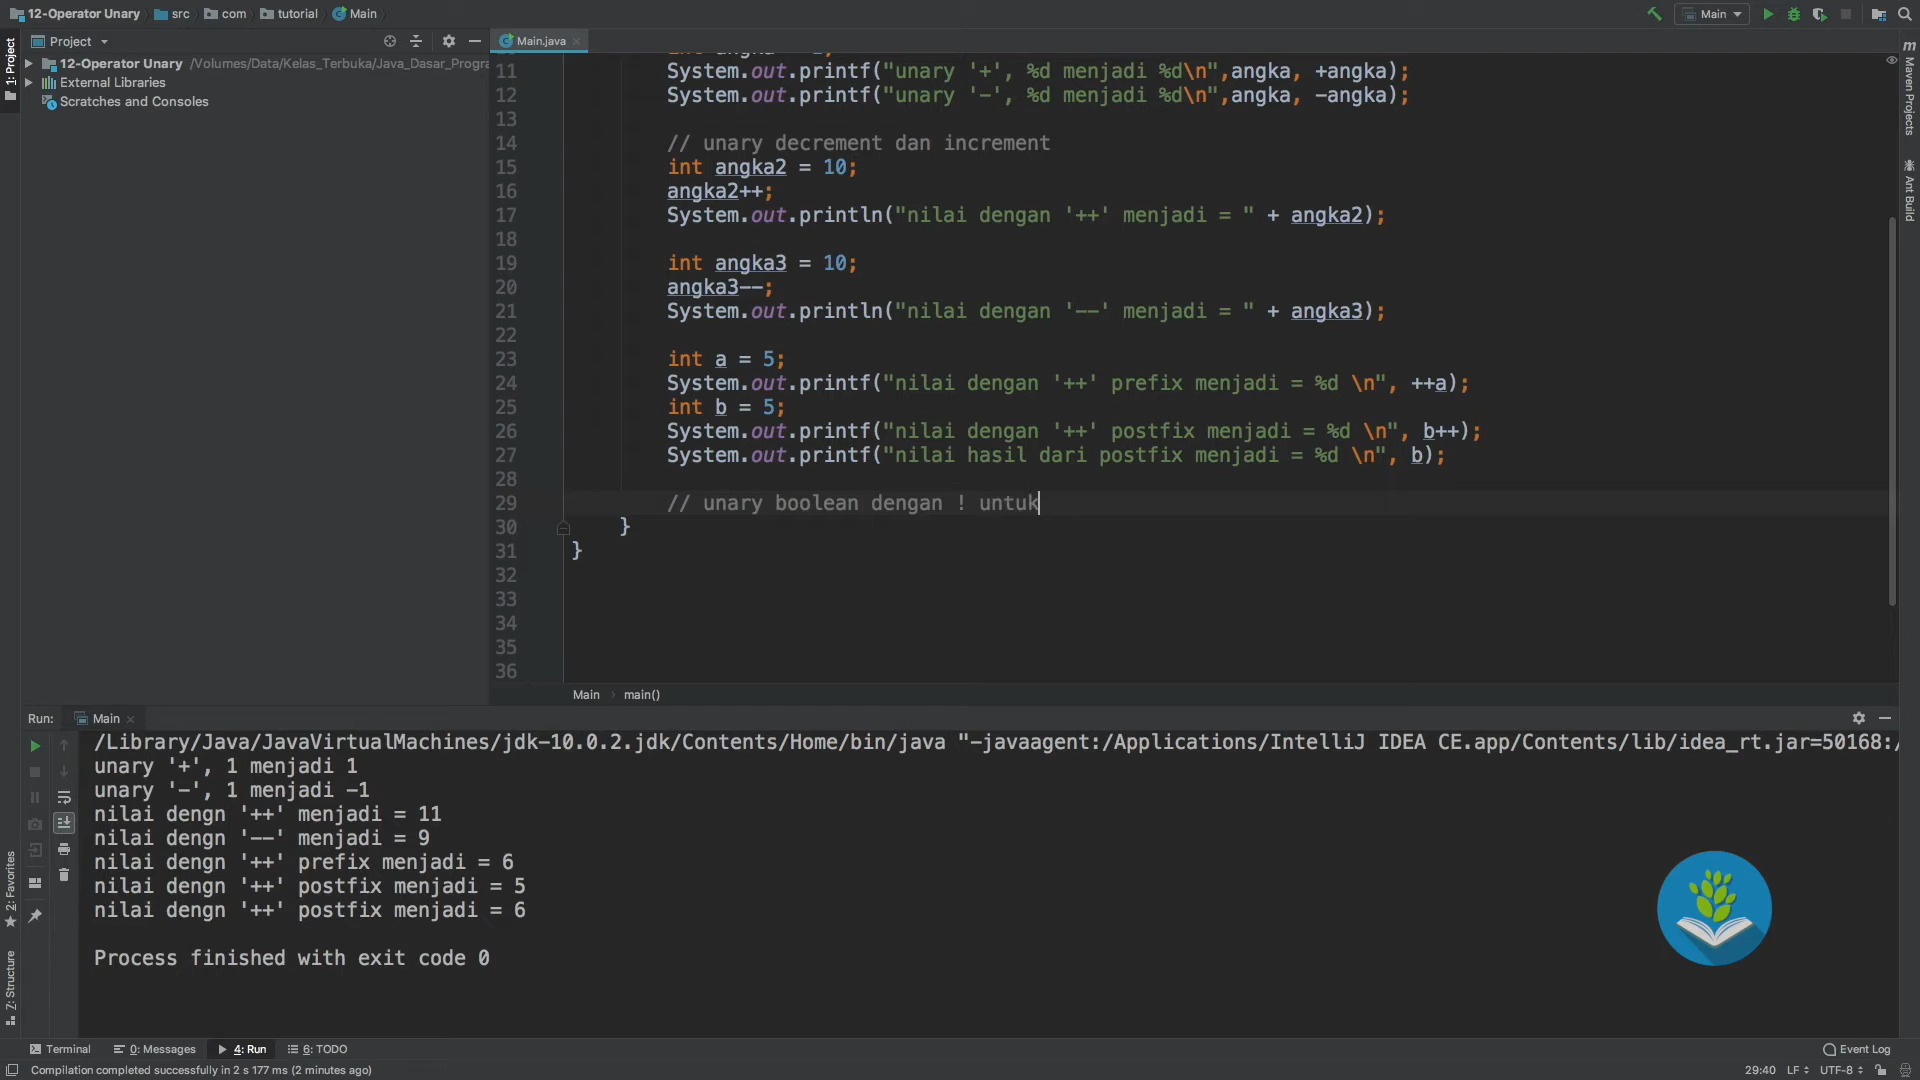 12-Operator Unary src com tutorial Main
Main
Project
Main.java
1: Project
12-Operator Unary /Volumes/Data/Kelas_Terbuka/Java_Dasar_Progra
External Libraries
Scratches and Consoles
11 System.out.printf("unary '+', %d menjadi %d\n",angka, +angka);
12 System.out.printf("unary '-', %d menjadi %d\n",angka, -angka);
13
14 // unary decrement dan increment
15 int angka2 = 10;
16 angka2++;
17 System.out.println("nilai dengan '++' menjadi = " + angka2);
18
19 int angka3 = 10;
20 angka3--;
21 System.out.println("nilai dengan '--' menjadi = " + angka3);
22
23 int a = 5;
24 System.out.printf("nilai dengan '++' prefix menjadi = %d \n", ++a);
25 int b = 5;
26 System.out.printf("nilai dengan '++' postfix menjadi = %d \n", b++);
27 System.out.printf("nilai hasil dari postfix menjadi = %d \n", b);
28
29 // unary boolean dengan ! untuk
30 }
31 }
32
33
34
35
36
Main main()
m Maven Projects
Ant Build
Run: Main
/Library/Java/JavaVirtualMachines/jdk-10.0.2.jdk/Contents/Home/bin/java "-javaagent:/Applications/IntelliJ IDEA CE.app/Contents/lib/idea_rt.jar=50168:/
unary '+', 1 menjadi 1
unary '-', 1 menjadi -1
nilai dengn '++' menjadi = 11
nilai dengn '--' menjadi = 9
nilai dengn '++' prefix menjadi = 6
nilai dengn '++' postfix menjadi = 5
nilai dengn '++' postfix menjadi = 6
Process finished with exit code 0
2: Favorites
7: Structure
Terminal 0: Messages 4: Run 6: TODO
Event Log
Compilation completed successfully in 2 s 177 ms (2 minutes ago)
29:40 LF UTF-8